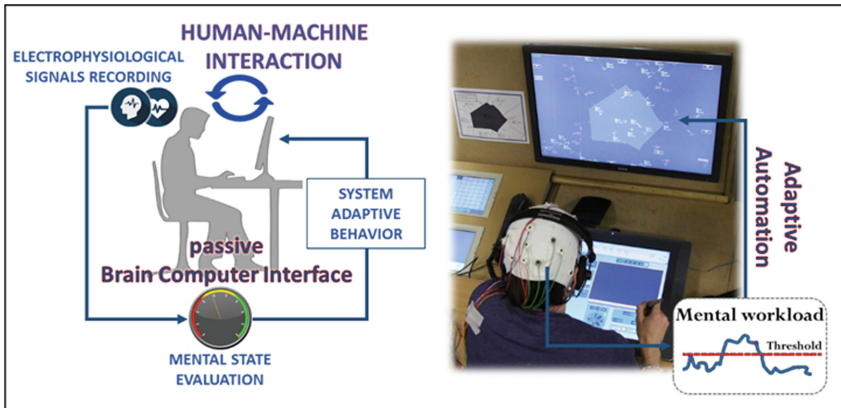 HUMAN-MACHINE
INTERACTION
ELECTROPHYSIOLOGICAL
SIGNALS RECORDING
SYSTEM
ADAPTIVE
BEHAVIOR
passive
Brain Computer Interface
MENTAL STATE
EVALUATION
Adaptive
Automation
Mental workload
Threshold